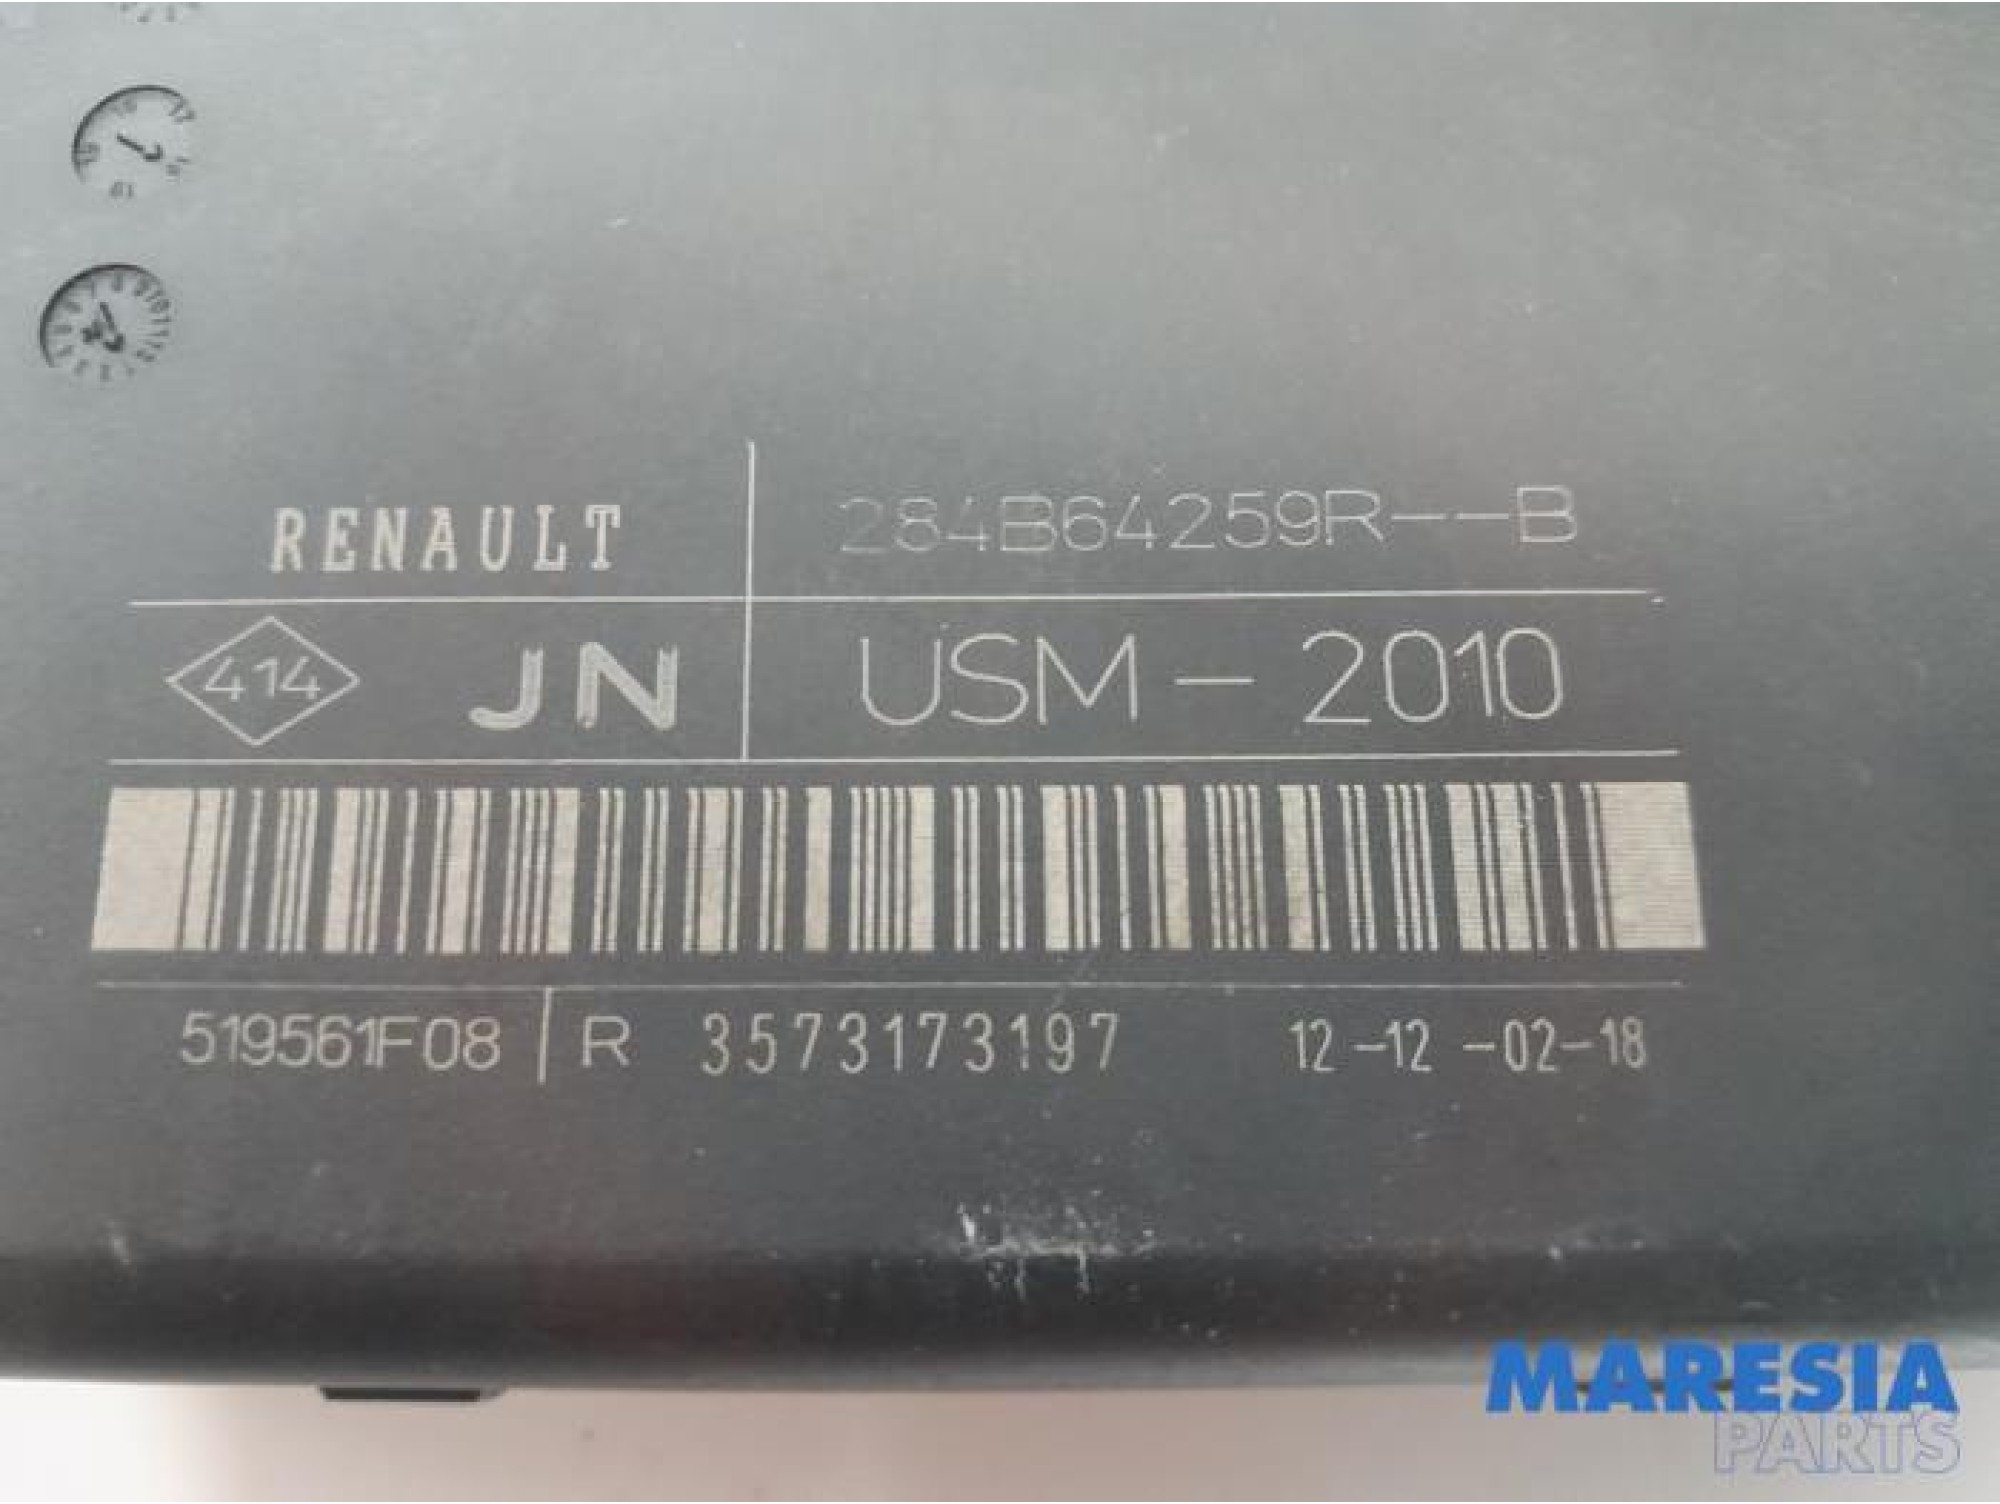 RENAULT 284B64259R--B
414 JN USM-2010
519561F08 R 3573173197 12-12-02-18
MARESIA
PARTS